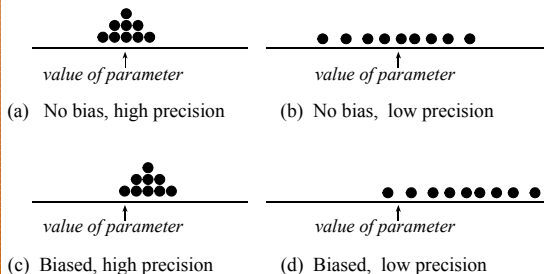 value of parameter
value of parameter
(a) No bias, high precision
(b) No bias, low precision
value of parameter
value of parameter
(c) Biased, high precision
(d) Biased, low precision